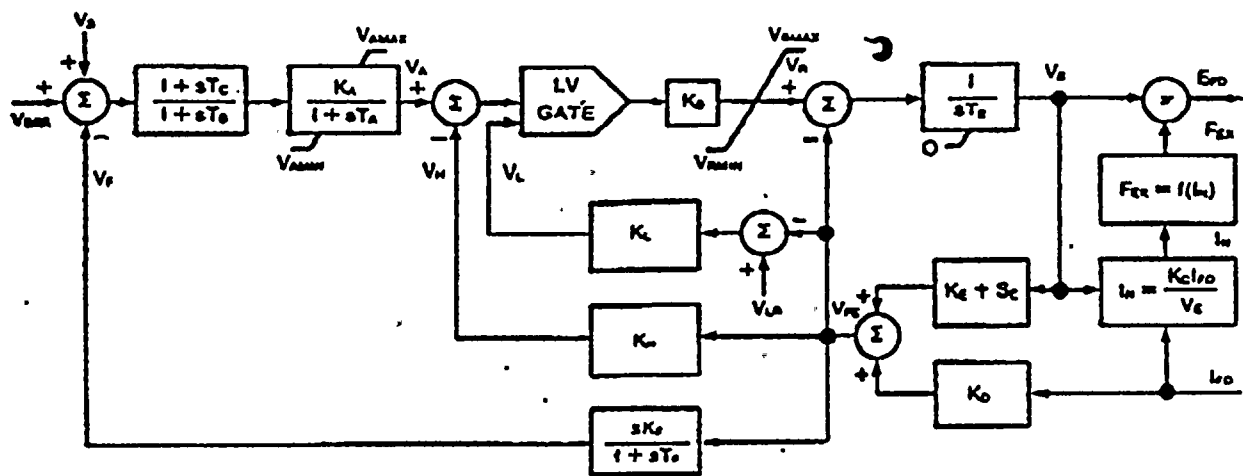 V_S
+
+
V_ERR
Σ
−
V_F
1 + sT_C
1 + sT_B
V_AMAX
K_A
1 + sT_A
V_AMIN
V_A
+
Σ
−
V_H
LV
GATE
V_L
K_B
V_RMAX
V_R
V_RMIN
+
Σ
−
1
sT_E
0
V_E
π
E_FD
F_EX
F_EX = f(I_N)
I_N
I_N = K_C I_FD
V_E
K_L
Σ
−
+
V_LR
K_E + S_E
V_FE
+
Σ
+
K_H
K_D
I_FD
sK_F
1 + sT_F